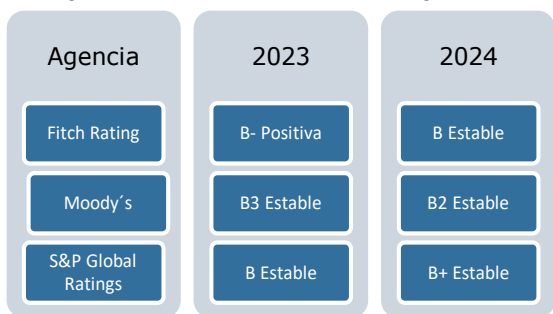 Agencia
2023
2024
Fitch Rating
B- Positiva
B Estable
Moody´s
B3 Estable
B2 Estable
S&P Global
Ratings
B Estable
B+ Estable